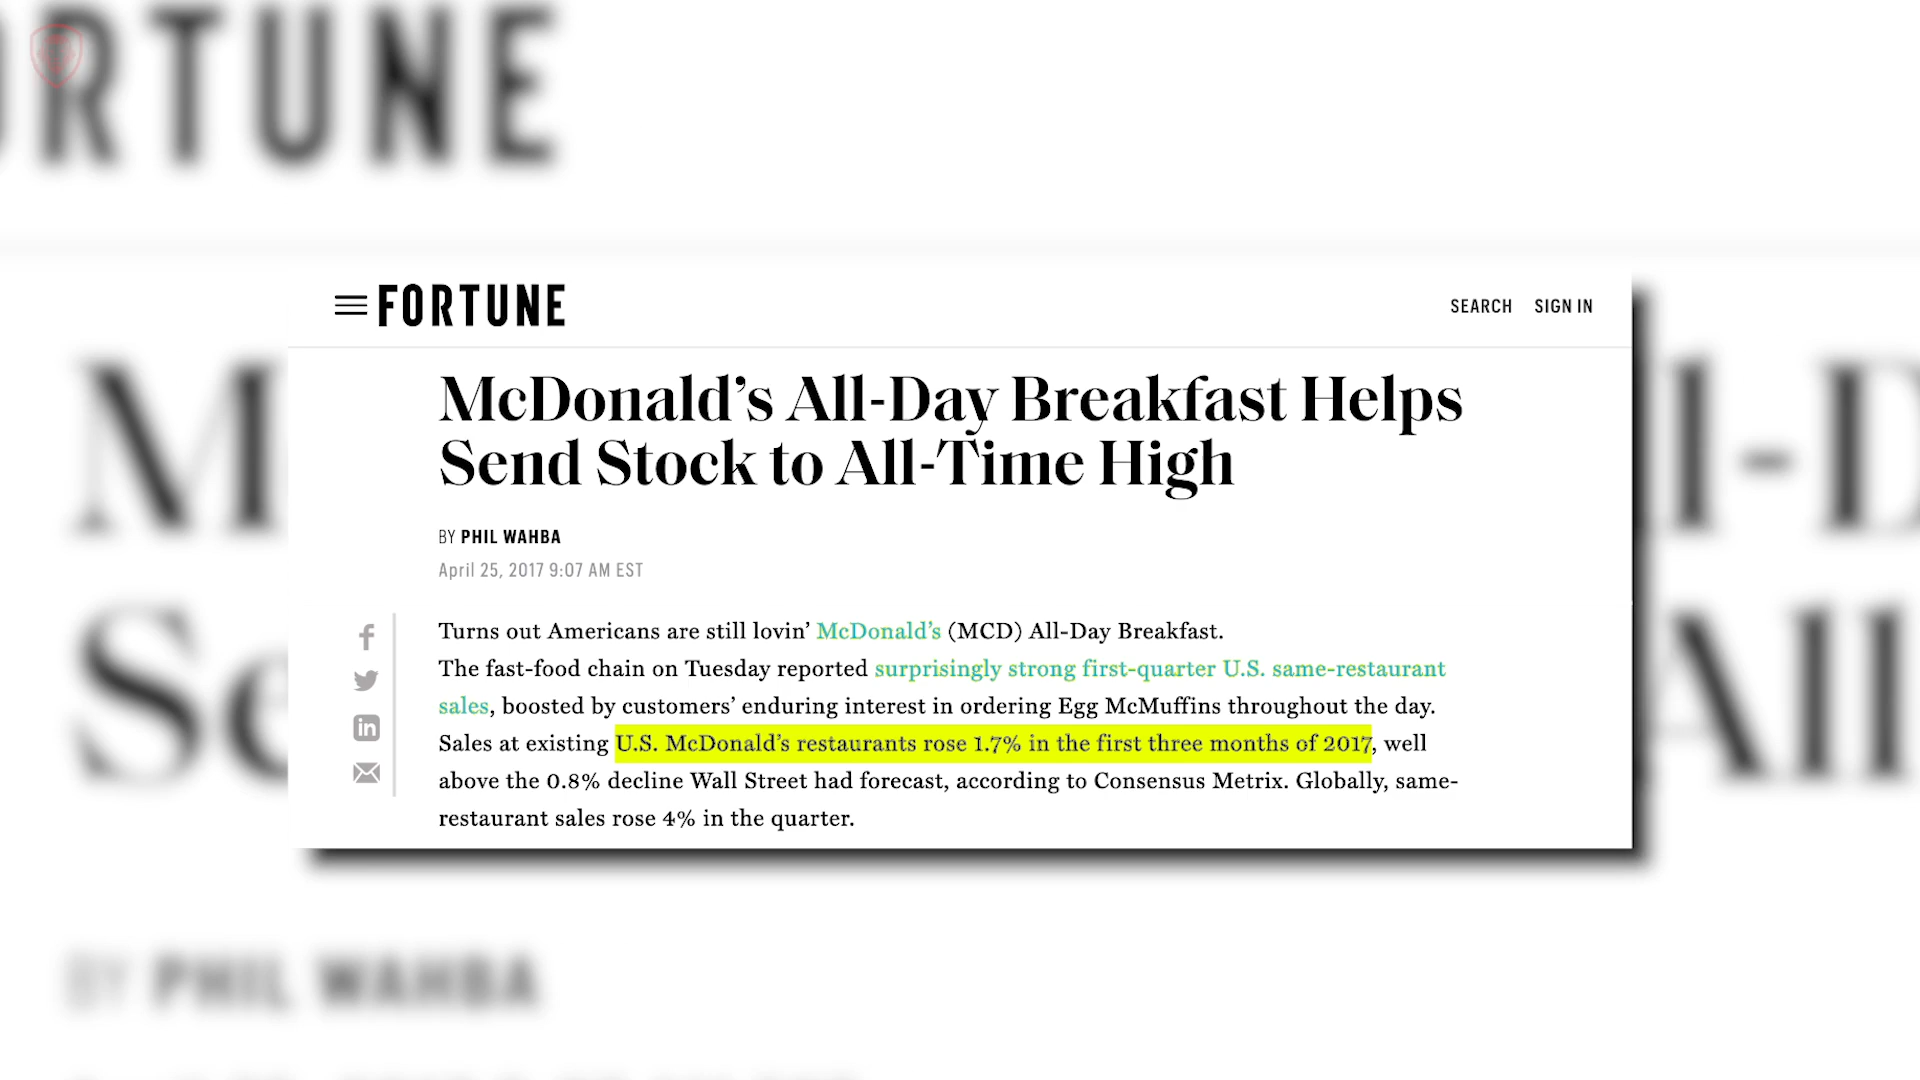 ORTUNE
FORTUNE
SEARCH SIGN IN
McDonald’s All-Day Breakfast Helps
Send Stock to All-Time High
BY PHIL WAHBA
April 25, 2017 9:07 AM EST
Turns out Americans are still lovin’ McDonald’s (MCD) All-Day Breakfast.
The fast-food chain on Tuesday reported surprisingly strong first-quarter U.S. same-restaurant
sales, boosted by customers’ enduring interest in ordering Egg McMuffins throughout the day.
Sales at existing U.S. McDonald’s restaurants rose 1.7% in the first three months of 2017, well
above the 0.8% decline Wall Street had forecast, according to Consensus Metrix. Globally, same-
restaurant sales rose 4% in the quarter.
BY PHIL WAHBA